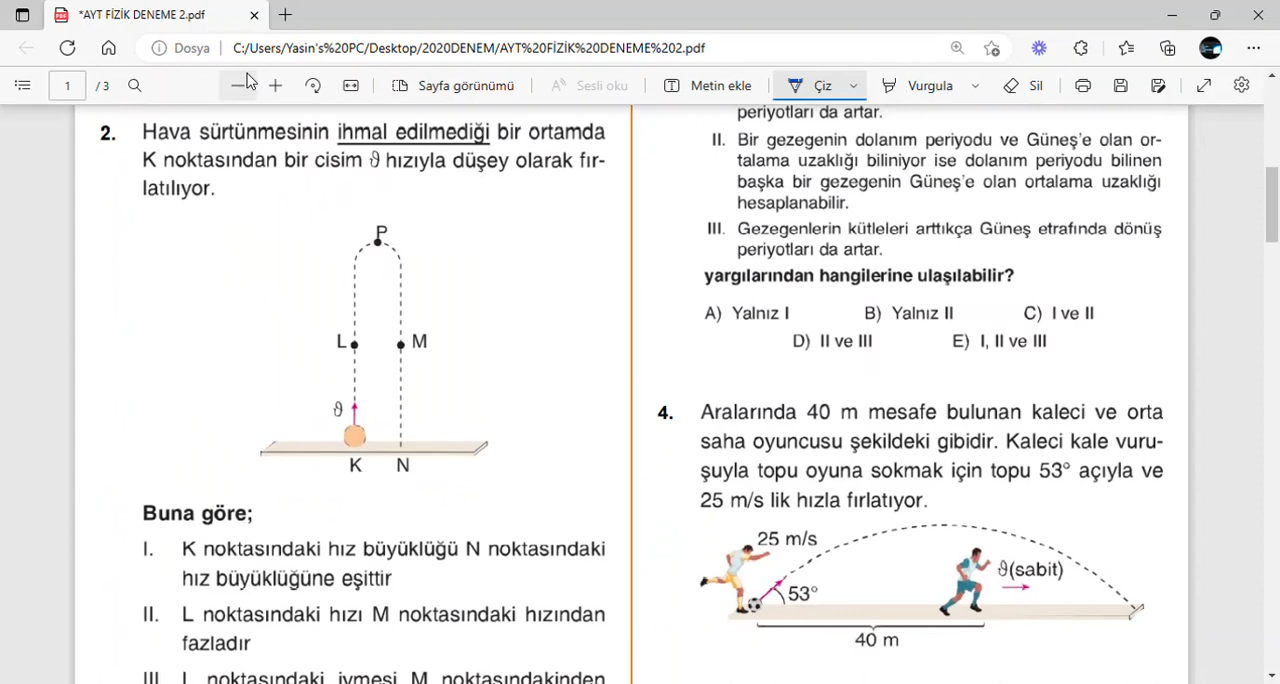 *AYT FİZİK DENEME 2.pdf
Dosya
C:/Users/Yasin's%20PC/Desktop/2020DENEM/AYT%20FİZİK%20DENEME%202.pdf
1 / 3
Sayfa görünümü
Sesli oku
Metin ekle
Çiz
Vurgula
Sil
2. Hava sürtünmesinin ihmal edilmediği bir ortamda
K noktasından bir cisim ϑ hızıyla düşey olarak fır-
latılıyor.
P
L
M
ϑ
K
N
Buna göre;
I. K noktasındaki hız büyüklüğü N noktasındaki
hız büyüklüğüne eşittir
II. L noktasındaki hızı M noktasındaki hızından
fazladır
III. L noktasındaki ivmesi M noktasındakinden
periyotları da artar.
II. Bir gezegenin dolanım periyodu ve Güneş'e olan or-
talama uzaklığı biliniyor ise dolanım periyodu bilinen
başka bir gezegenin Güneş'e olan ortalama uzaklığı
hesaplanabilir.
III. Gezegenlerin kütleleri arttıkça Güneş etrafında dönüş
periyotları da artar.
yargılarından hangilerine ulaşılabilir?
A) Yalnız I B) Yalnız II C) I ve II
D) II ve III E) I, II ve III
4. Aralarında 40 m mesafe bulunan kaleci ve orta
saha oyuncusu şekildeki gibidir. Kaleci kale vuru-
şuyla topu oyuna sokmak için topu 53° açıyla ve
25 m/s lik hızla fırlatıyor.
25 m/s
ϑ(sabit)
53°
40 m